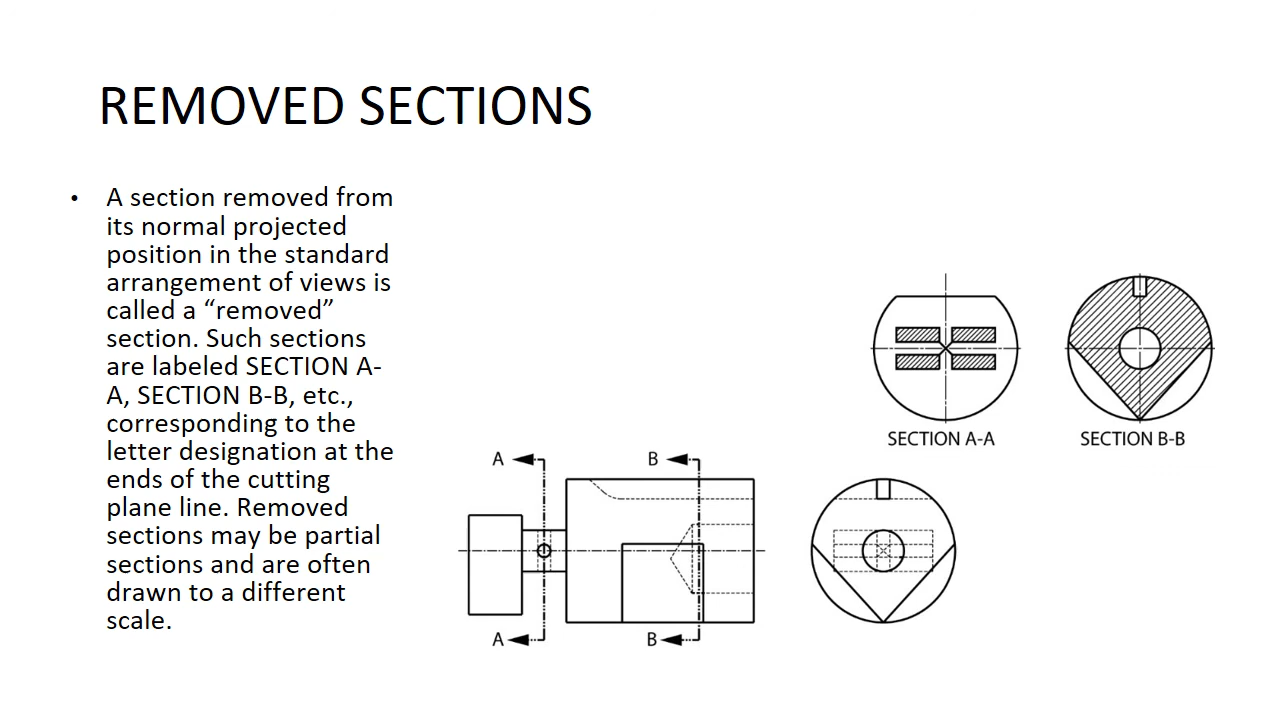 REMOVED SECTIONS
• A section removed from
its normal projected
position in the standard
arrangement of views is
called a “removed”
section. Such sections
are labeled SECTION A-
A, SECTION B-B, etc.,
corresponding to the
letter designation at the
ends of the cutting
plane line. Removed
sections may be partial
sections and are often
drawn to a different
scale.
SECTION A-A
SECTION B-B
A
B
A
B